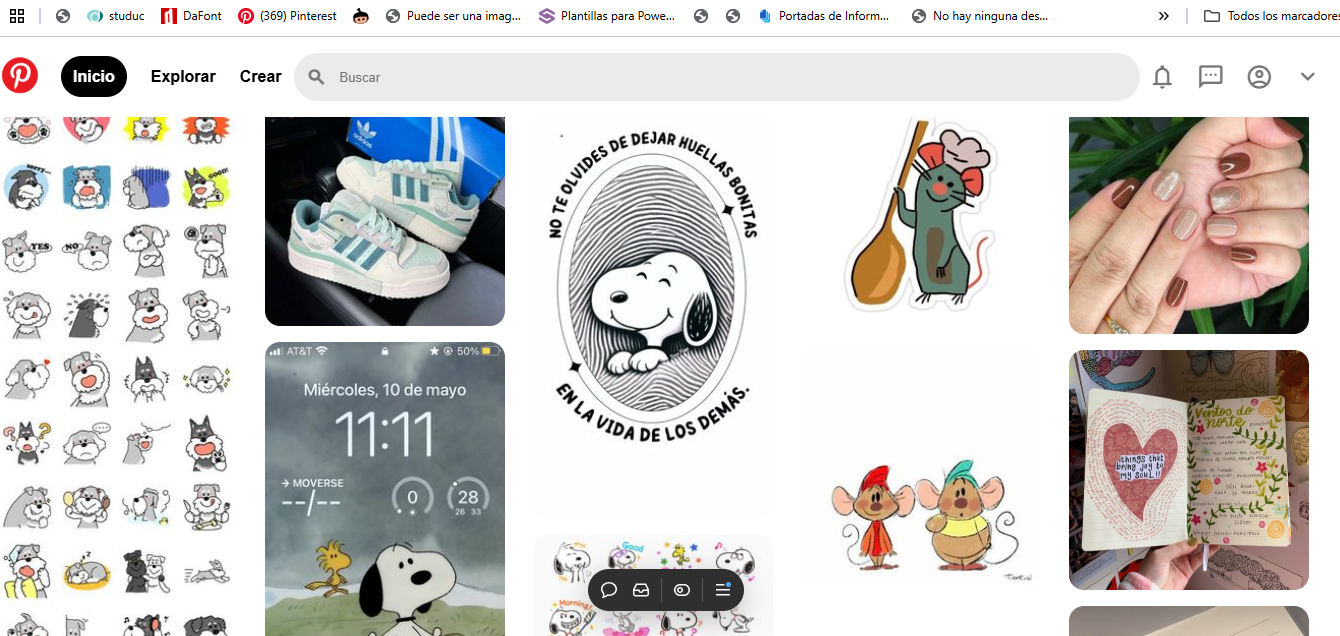 studuc
DaFont
(369) Pinterest
Puede ser una imag...
Plantillas para Powe...
Portadas de Inform...
No hay ninguna des...
Todos los marcadores
Inicio
Explorar
Crear
Buscar
GOOD!
YES
NO
adidas
AT&T
50%
Miércoles, 10 de mayo
11:11
MOVERSE
--/--
0
28
26 33
NO TE OLVIDES DE DEJAR HUELLAS BONITAS
EN LA VIDA DE LOS DEMÁS.
Good
Morning!
things that
bring joy to
my SOUL!!
Ventos do
norte